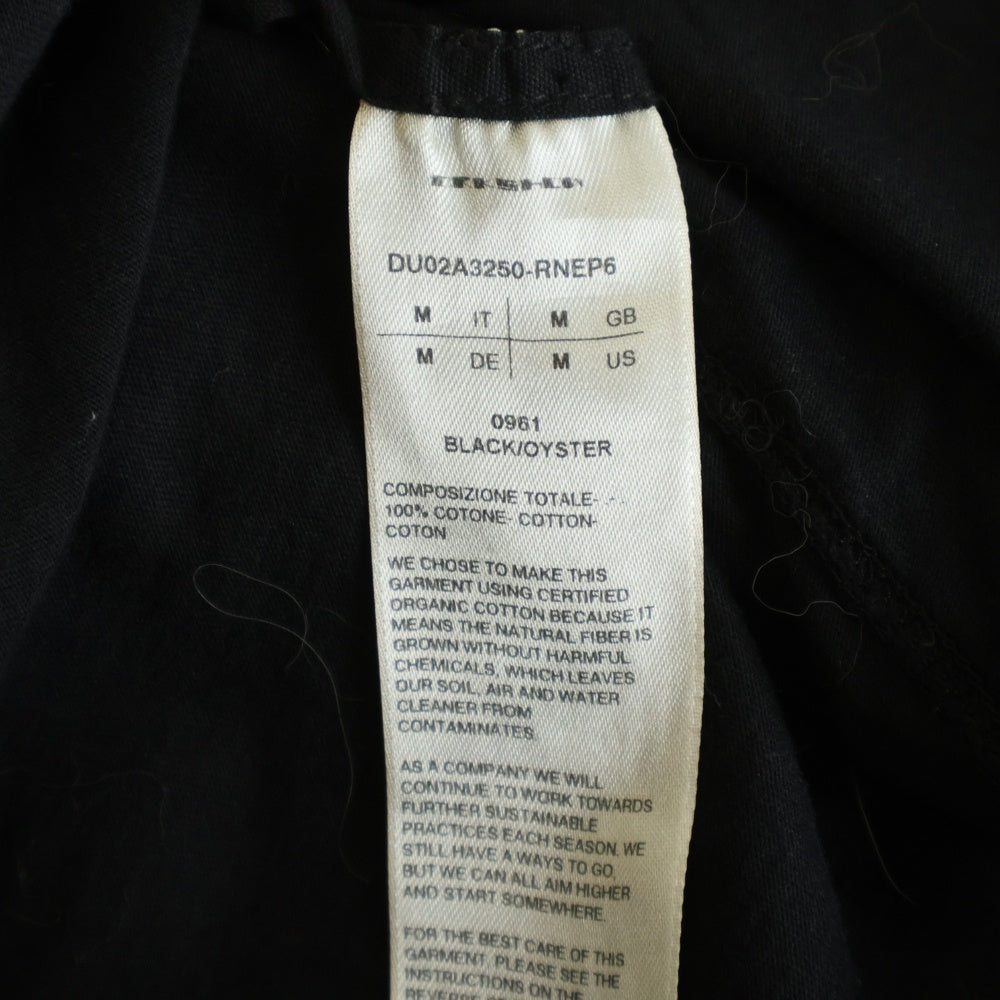 DU02A3250-RNEP6
M IT M GB
M DE M US
0961
BLACK/OYSTER
COMPOSIZIONE TOTALE-
100% COTONE- COTTON-
COTON
WE CHOSE TO MAKE THIS
GARMENT USING CERTIFIED
ORGANIC COTTON BECAUSE IT
MEANS THE NATURAL FIBER IS
GROWN WITHOUT HARMFUL
CHEMICALS, WHICH LEAVES
OUR SOIL, AIR AND WATER
CLEANER FROM
CONTAMINATES.
AS A COMPANY WE WILL
CONTINUE TO WORK TOWARDS
FURTHER SUSTAINABLE
PRACTICES EACH SEASON. WE
STILL HAVE A WAYS TO GO,
BUT WE CAN ALL AIM HIGHER
AND START SOMEWHERE.
FOR THE BEST CARE OF THIS
GARMENT, PLEASE SEE THE
INSTRUCTIONS ON THE
REVERSE